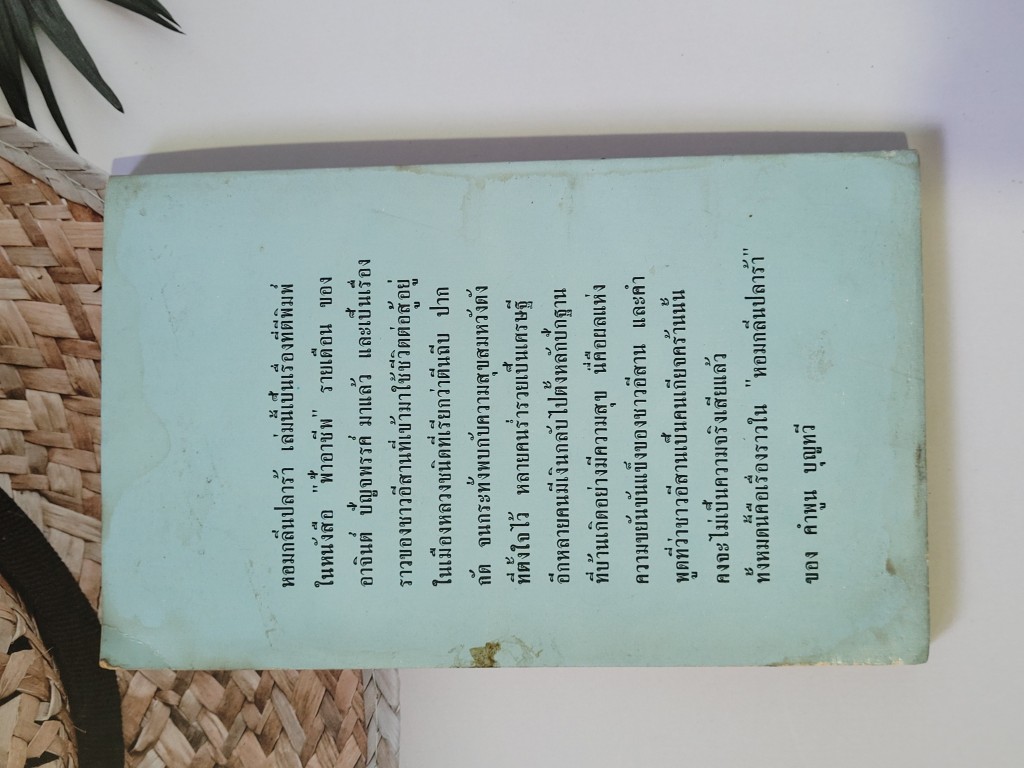 หอมกลิ่นปลาร้า เล่มนี้เป็นเรื่องที่ตีพิมพ์
ในหนังสือ "ฟ้าอาชีพ" รายเดือน ของ
อาจินต์ ปัญจพรรค์ มาแล้ว และเป็นเรื่อง
ราวของชาวอีสานที่เข้ามาใช้ชีวิตต่อสู้อยู่
ในเมืองหลวงชนิดที่เรียกว่าตีนถีบ ปาก
กัด จนกระทั่งพบกับความสุขสมหวังดัง
ที่ตั้งใจไว้ หลายคนร่ำรวยเป็นเศรษฐี
อีกหลายคนมีเงินกลับไปตั้งหลักปักฐาน
ที่บ้านเกิดอย่างมีความสุข นี่คือผลแห่ง
ความขยันขันแข็งของชาวอีสาน และคำ
พูดที่ว่าชาวอีสานเป็นคนเกียจคร้านนั้น
คงจะไม่เป็นความจริงเสียแล้ว
ทั้งหมดนี้คือเรื่องราวใน "หอมกลิ่นปลาร้า"
ของ คำพูน บุญทวี